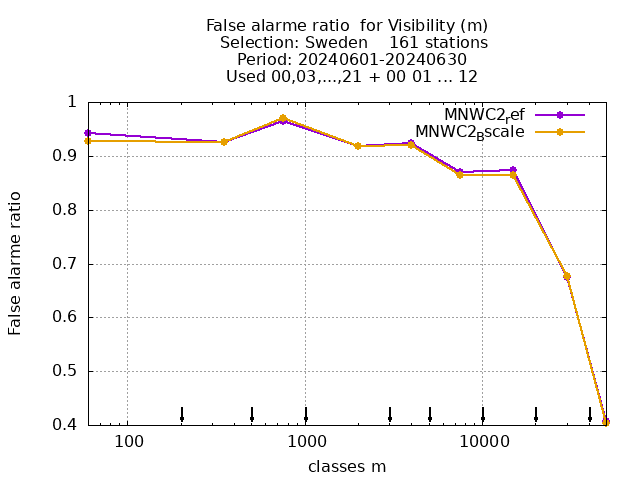 False alarme ratio  for Visibility (m)
Selection: Sweden    161 stations
Period: 20240601-20240630
Used 00,03,...,21 + 00 01 ... 12
MNWC2ref
MNWC2Bscale
False alarme ratio
1
0.9
0.8
0.7
0.6
0.5
0.4
100 1000 10000
classes m